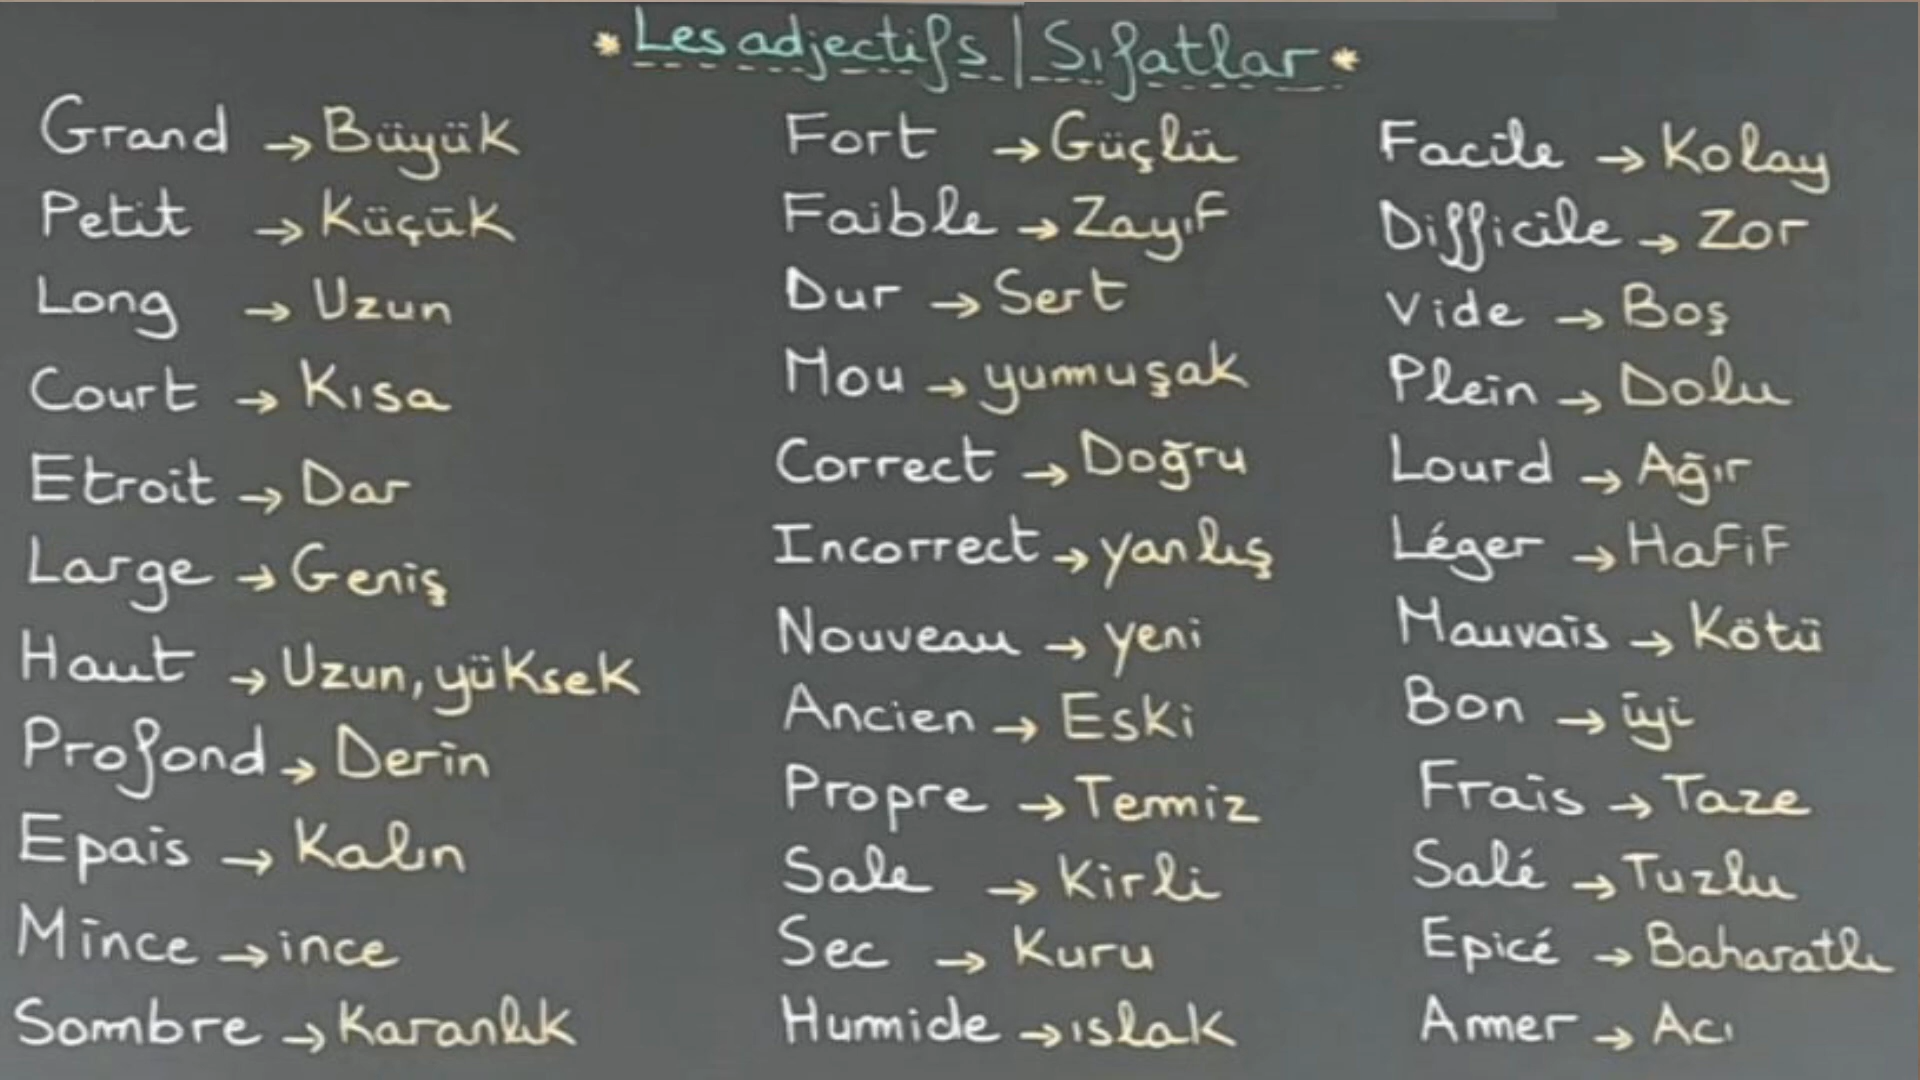 Les adjectifs | Sıfatlar
Grand → Büyük
Petit → Küçük
Long → Uzun
Court → Kısa
Etroit → Dar
Large → Geniş
Haut → Uzun, yüksek
Profond → Derin
Epais → Kalın
Mince → ince
Sombre → Karanlık
Fort → Güçlü
Faible → Zayıf
Dur → Sert
Mou → yumuşak
Correct → Doğru
Incorrect → yanlış
Nouveau → yeni
Ancien → Eski
Propre → Temiz
Sale → Kirli
Sec → Kuru
Humide → ıslak
Facile → Kolay
Difficile → Zor
Vide → Boş
Plein → Dolu
Lourd → Ağır
Léger → Hafif
Mauvais → Kötü
Bon → iyi
Frais → Taze
Salé → Tuzlu
Epicé → Baharatlı
Amer → Acı